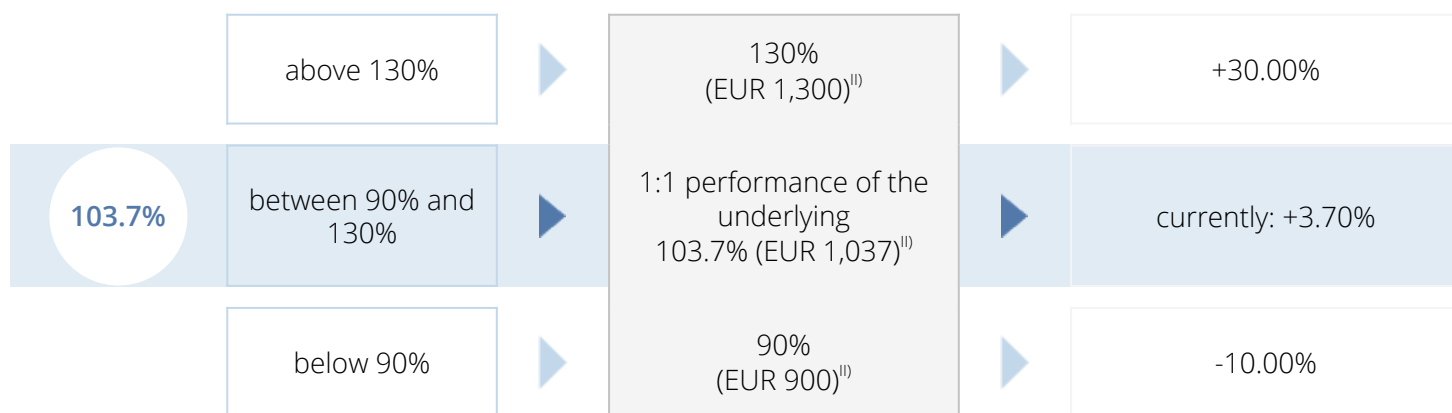 above 130%
130%
(EUR 1,300)II)
+30.00%
103.7%
between 90% and
130%
1:1 performance of the
underlying
103.7% (EUR 1,037)II)
currently: +3.70%
below 90%
90%
(EUR 900)II)
-10.00%